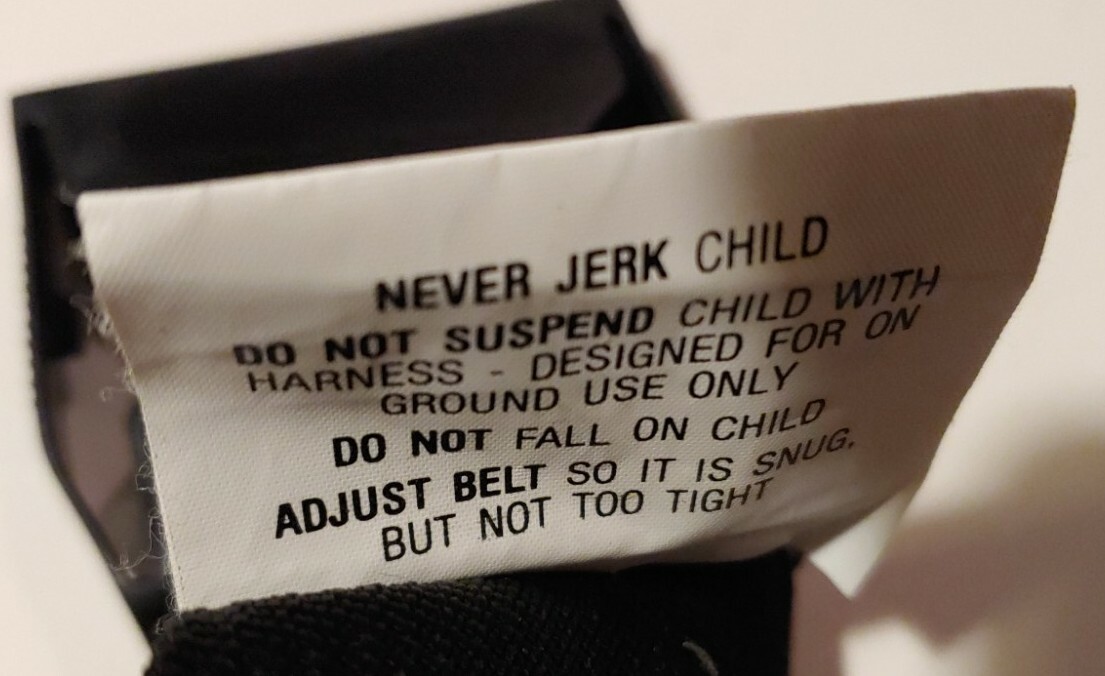 NEVER JERK CHILD
DO NOT SUSPEND CHILD WITH
HARNESS - DESIGNED FOR ON
GROUND USE ONLY
DO NOT FALL ON CHILD
ADJUST BELT SO IT IS SNUG,
BUT NOT TOO TIGHT